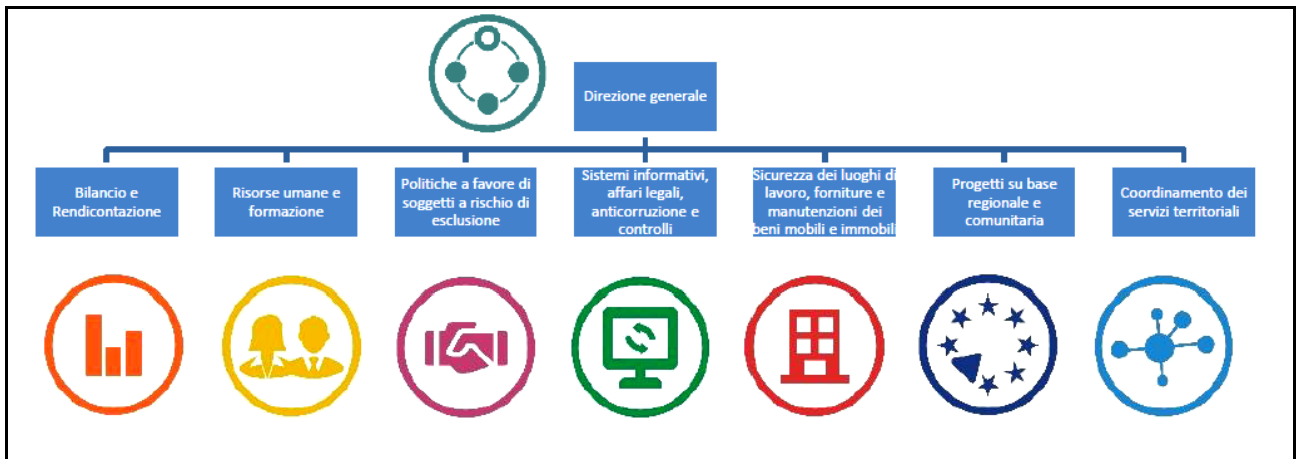 Direzione generale
Bilancio e
Rendicontazione
Risorse umane e
formazione
Politiche a favore di
soggetti a rischio di
esclusione
Sistemi informativi,
affari legali,
anticorruzione e
controlli
Sicurezza dei luoghi di
lavoro, forniture e
manutenzioni dei
beni mobili e immobili
Progetti su base
regionale e
comunitaria
Coordinamento dei
servizi territoriali